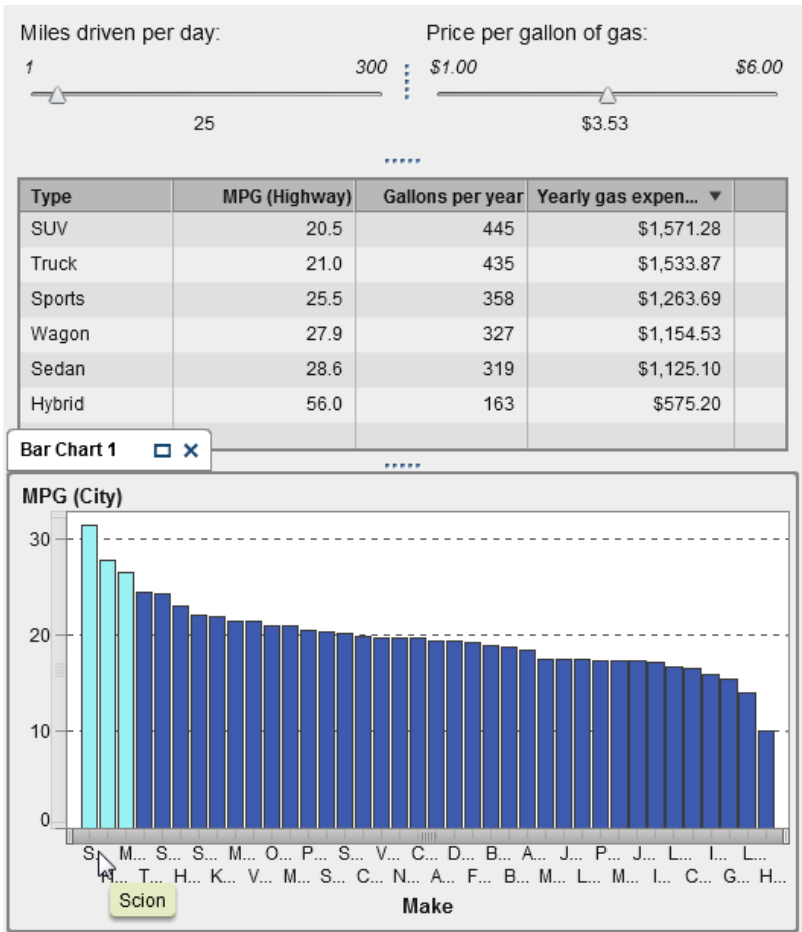 Miles driven per day:
1 300
25
Price per gallon of gas:
$1.00 $6.00
$3.53
Type MPG (Highway) Gallons per year Yearly gas expen... ▼
SUV 20.5 445 $1,571.28
Truck 21.0 435 $1,533.87
Sports 25.5 358 $1,263.69
Wagon 27.9 327 $1,154.53
Sedan 28.6 319 $1,125.10
Hybrid 56.0 163 $575.20
Bar Chart 1
MPG (City)
30
20
10
0
S... M... S... S... M... O... P... S... V... C... D... B... A... J... P... J... L... I... L...
T... H... K... V... M... S... C... N... A... F... B... M... L... M... I... C... G... H...
Scion
Make